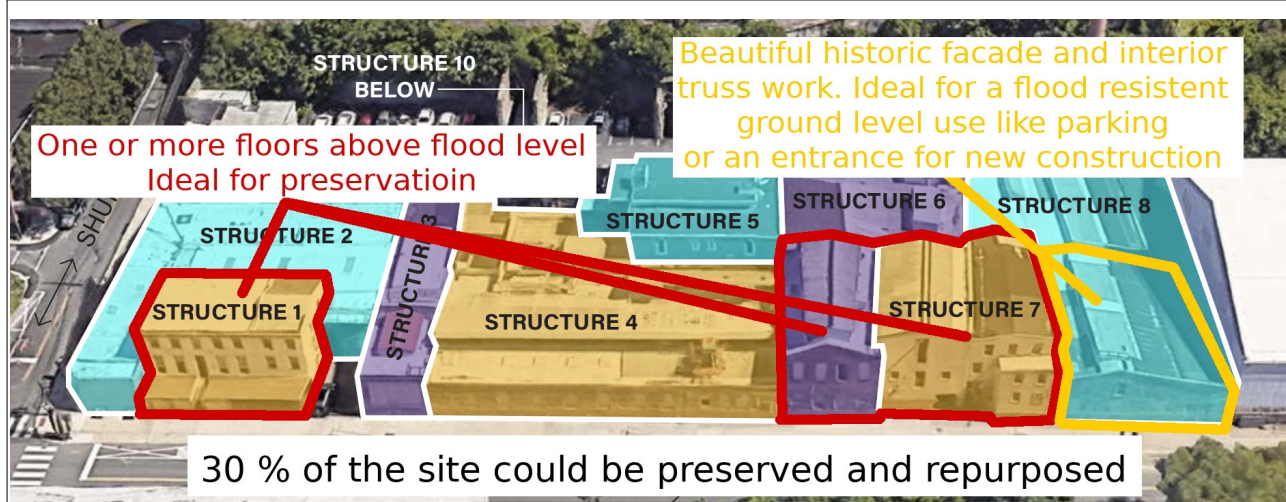 STRUCTURE 10
BELOW
Beautiful historic facade and interior
truss work. Ideal for a flood resistent
ground level use like parking
or an entrance for new construction
One or more floors above flood level
Ideal for preservatioin
SHU
STRUCTURE 2
STRUCTURE 3
STRUCTURE 5
STRUCTURE 6
STRUCTURE 8
STRUCTURE 1
STRUCTURE 4
STRUCTURE 7
30 % of the site could be preserved and repurposed